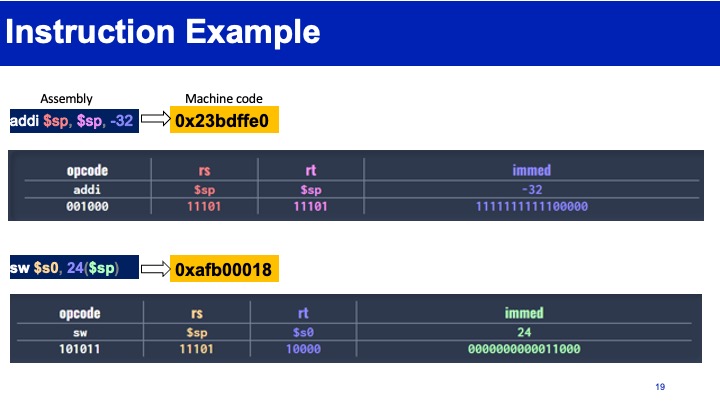 Instruction Example
Assembly Machine code
addi $sp, $sp, -32 0x23bdffe0
opcode rs rt immed
addi $sp $sp -32
001000 11101 11101 1111111111100000
sw $s0, 24($sp) 0xafb00018
opcode rs rt immed
sw $sp $s0 24
101011 11101 10000 0000000000011000
19